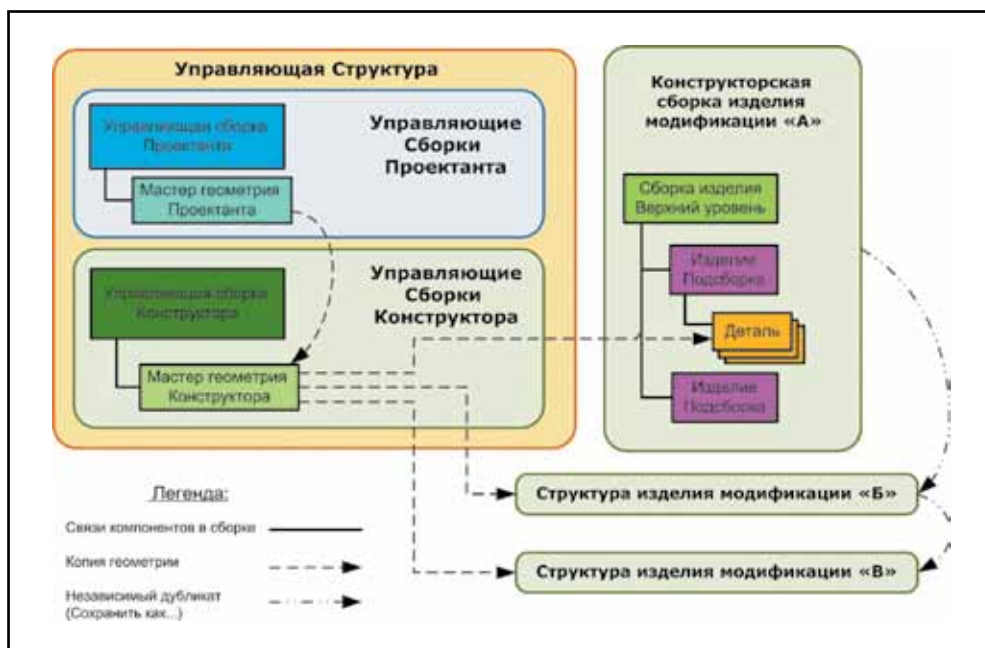 Управляющая Структура
Управляющая сборка
Проектанта
Управляющие
Сборки
Проектанта
Мастер геометрия
Проектанта
Управляющая сборка
Конструктора
Управляющие
Сборки
Конструктора
Мастер геометрия
Конструктора
Конструкторская
сборка изделия
модификации «А»
Сборка изделия
Верхний уровень
Изделие
Подсборка
Деталь
Изделие
Подсборка
Структура изделия модификации «Б»
Структура изделия модификации «В»
Легенда:
Связи компонентов в сборке
Копия геометрии
Независимый дубликат
(Сохранить как...)